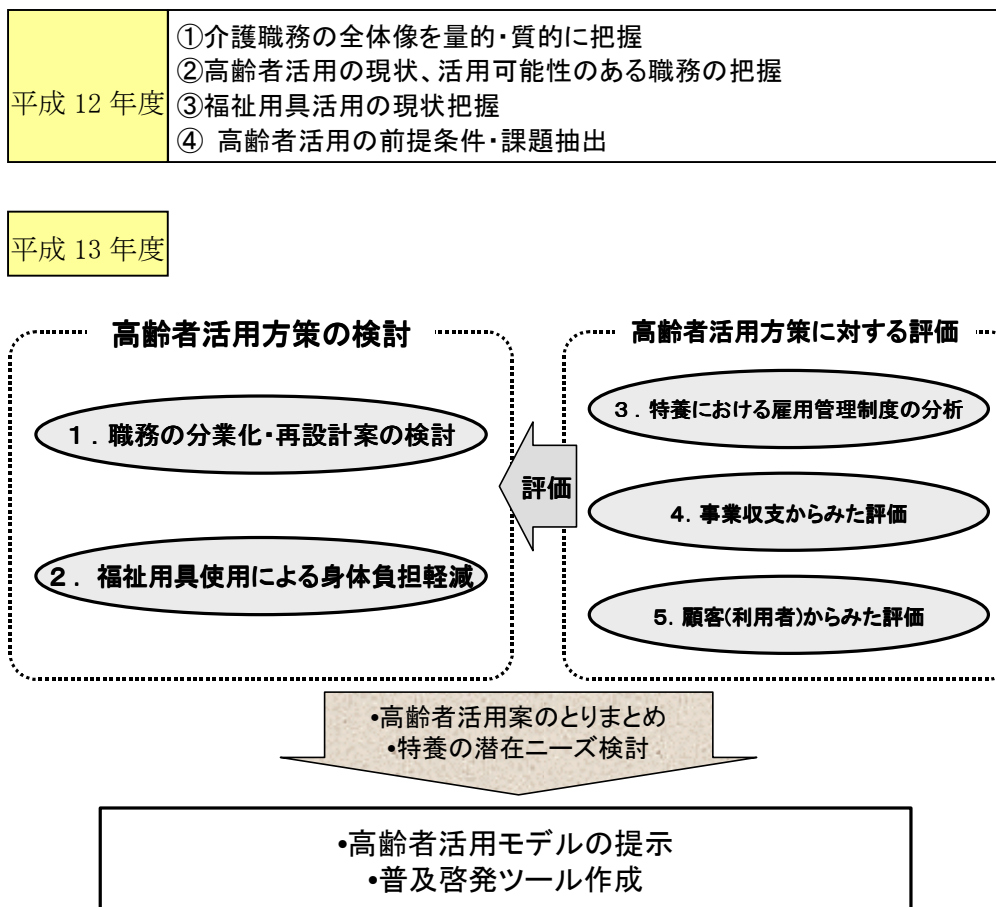 平成 12 年度
①介護職務の全体像を量的・質的に把握
②高齢者活用の現状、活用可能性のある職務の把握
③福祉用具活用の現状把握
④ 高齢者活用の前提条件・課題抽出
平成 13 年度
高齢者活用方策の検討
1．職務の分業化・再設計案の検討
2．福祉用具使用による身体負担軽減
評価
高齢者活用方策に対する評価
3．特養における雇用管理制度の分析
4．事業収支からみた評価
5．顧客(利用者)からみた評価
•高齢者活用案のとりまとめ
•特養の潜在ニーズ検討
•高齢者活用モデルの提示
•普及啓発ツール作成